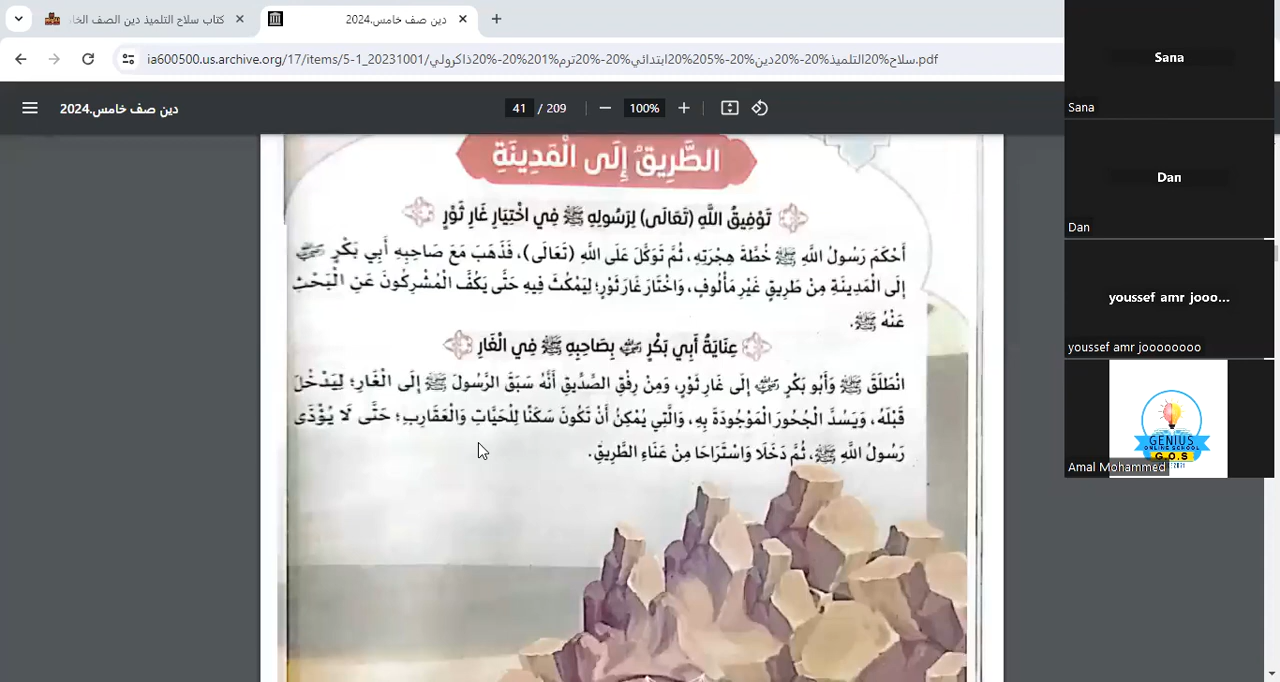 كتاب سلاح التلميذ دين الصف الخا
دين صف خامس.2024
ia600500.us.archive.org/17/items/5-1_20231001/سلاح%20التلميذ%20-%20دين%20-%205%20ابتدائي%20-%20ترم%201%20-%20ذاكرولي.pdf
دين صف خامس.2024
41 / 209
100%
الطَّرِيقُ إِلَى الْمَدِينَةِ
تَوْفِيقُ اللَّهِ (تَعَالَى) لِرَسُولِهِ ﷺ فِي اخْتِيَارِ غَارِ ثَوْرٍ
أَحْكَمَ رَسُولُ اللَّهِ ﷺ خُطَّةَ هِجْرَتِهِ، ثُمَّ تَوَكَّلَ عَلَى اللَّهِ (تَعَالَى)، فَذَهَبَ مَعَ صَاحِبِهِ أَبِي بَكْرٍ
إِلَى الْمَدِينَةِ مِنْ طَرِيقٍ غَيْرِ مَأْلُوفٍ، وَاخْتَارَ غَارَ ثَوْرٍ؛ لِيَمْكُثَ فِيهِ حَتَّى يَكُفَّ الْمُشْرِكُونَ عَنِ الْبَحْثِ
عَنْهُ ﷺ.
عِنَايَةُ أَبِي بَكْرٍ بِصَاحِبِهِ ﷺ فِي الْغَارِ
انْطَلَقَ ﷺ وَأَبُو بَكْرٍ إِلَى غَارِ ثَوْرٍ، وَمِنْ رِفْقِ الصِّدِّيقِ أَنَّهُ سَبَقَ الرَّسُولَ ﷺ إِلَى الْغَارِ؛ لِيَدْخُلَ
قَبْلَهُ، وَيَسُدَّ الْجُحُورَ الْمَوْجُودَةَ بِهِ، وَالَّتِي يُمْكِنُ أَنْ تَكُونَ سَكَنًا لِلْحَيَّاتِ وَالْعَقَارِبِ؛ حَتَّى لَا يُؤْذَى
رَسُولُ اللَّهِ ﷺ، ثُمَّ دَخَلَا وَاسْتَرَاحَا مِنْ عَنَاءِ الطَّرِيقِ.
Sana
Sana
Dan
Dan
youssef amr jooo...
youssef amr joooooooo
GENIUS
ONLINE SCHOOL
G.O.S
Amal Mohammed